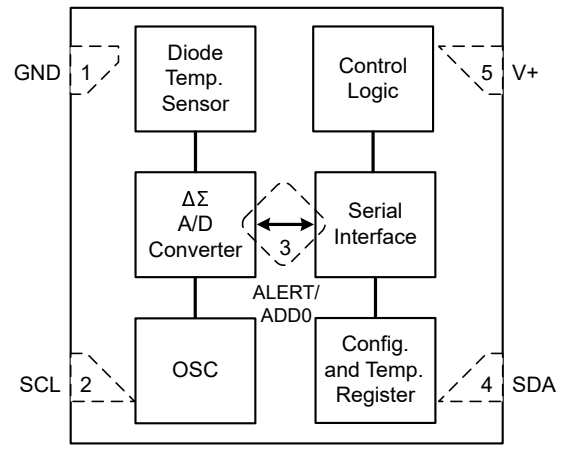 Diode
Temp.
Sensor
Control
Logic
GND
1
5
V+
ΔΣ
A/D
Converter
3
Serial
Interface
ALERT/
ADD0
OSC
Config.
and Temp.
Register
SCL
2
4
SDA